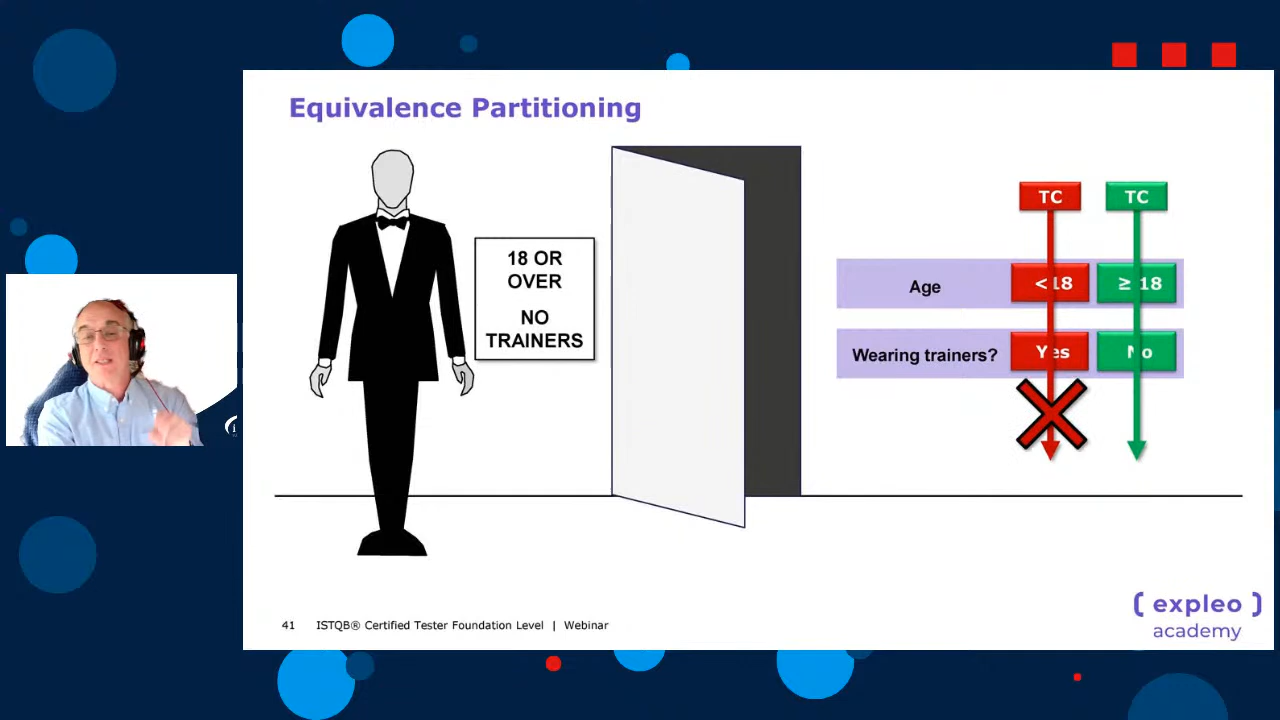 Equivalence Partitioning
18 OR
OVER
NO
TRAINERS
TC TC
Age <18 ≥ 18
Wearing trainers? Yes No
41 ISTQB® Certified Tester Foundation Level | Webinar
{ expleo }
academy